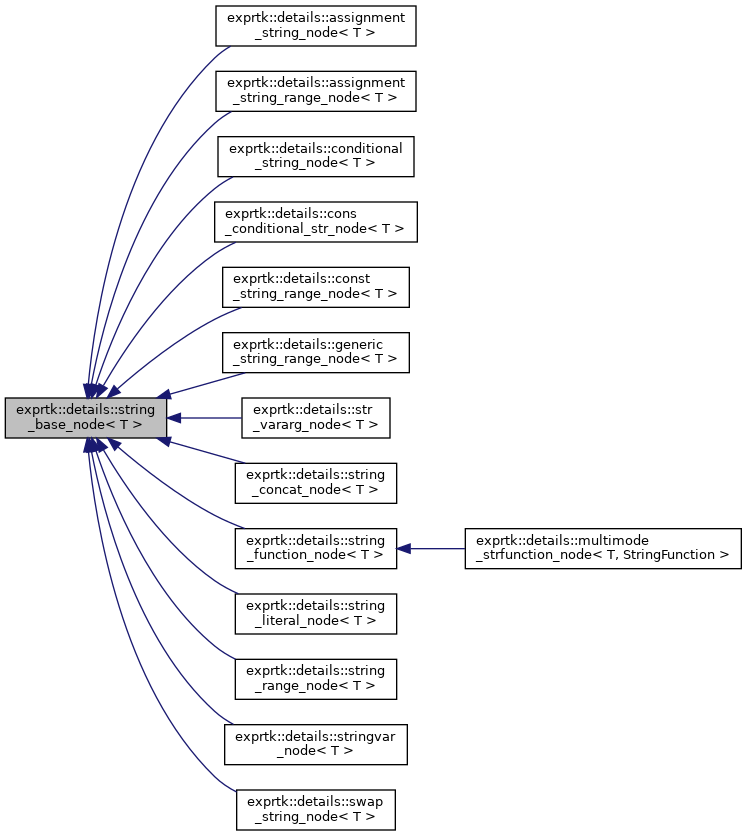 exprtk::details::assignment
_string_node< T >
exprtk::details::assignment
_string_range_node< T >
exprtk::details::conditional
_string_node< T >
exprtk::details::cons
_conditional_str_node< T >
exprtk::details::const
_string_range_node< T >
exprtk::details::generic
_string_range_node< T >
exprtk::details::string
_base_node< T >
exprtk::details::str
_vararg_node< T >
exprtk::details::string
_concat_node< T >
exprtk::details::string
_function_node< T >
exprtk::details::multimode
_strfunction_node< T, StringFunction >
exprtk::details::string
_literal_node< T >
exprtk::details::string
_range_node< T >
exprtk::details::stringvar
_node< T >
exprtk::details::swap
_string_node< T >